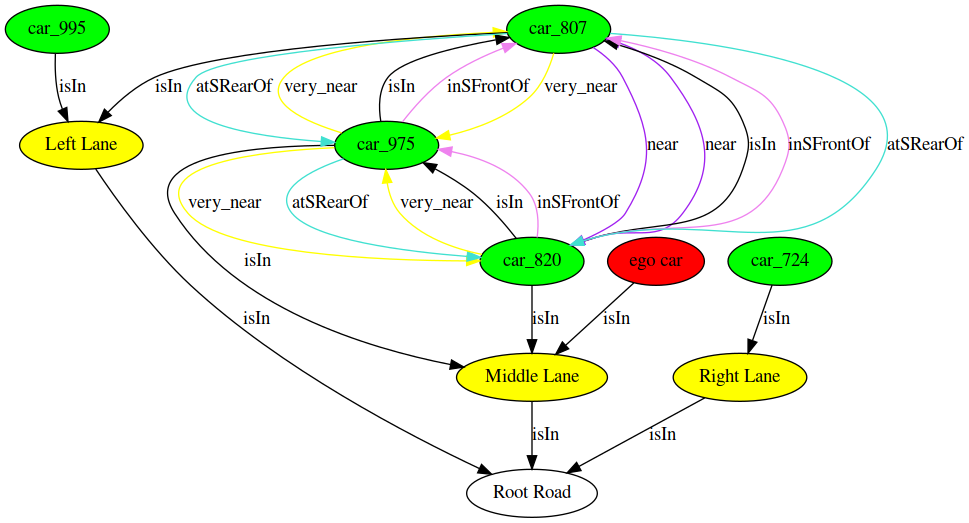 car_995
car_807
isIn
isIn
atSRearOf
very_near
isIn
inSFrontOf
very_near
Left Lane
car_975
near
near
isIn
inSFrontOf
atSRearOf
very_near
atSRearOf
very_near
isIn
inSFrontOf
isIn
car_820
ego car
car_724
isIn
isIn
isIn
isIn
Middle Lane
Right Lane
isIn
isIn
Root Road